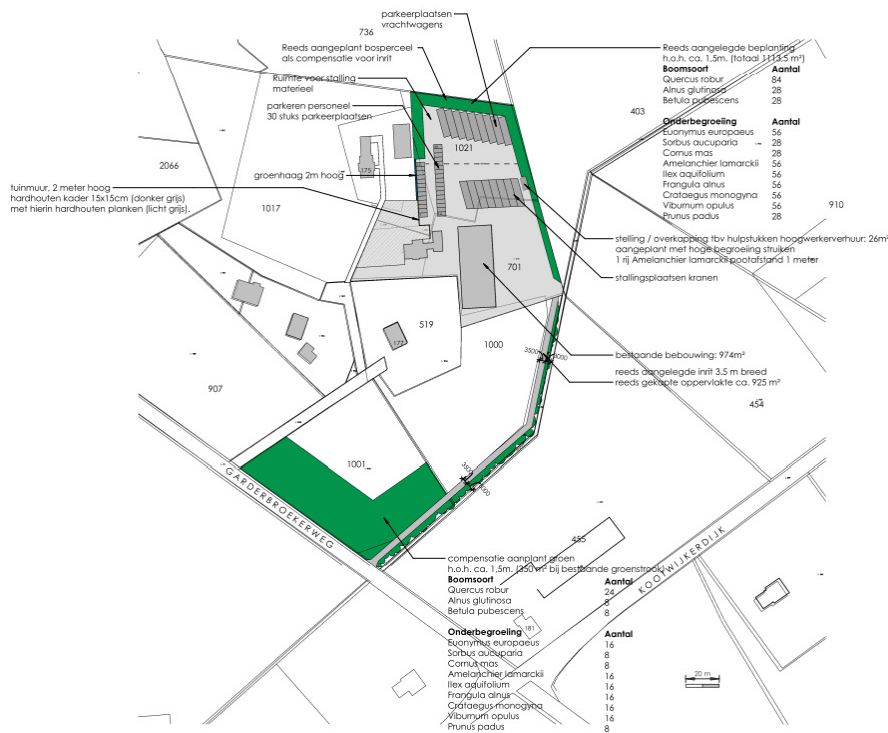 parkeerplaatsen
vrachtwagens
736
Reeds aangeplant bosperceel
als compensatie voor inrit
Ruimte voor stalling
materieel
parkeren personeel
30 stuks parkeerplaatsen
Reeds aangelegde beplanting
h.o.h. ca. 1,5m. (totaal 1113,5 m²)
Boomsoort Aantal
Quercus robur 84
Alnus glutinosa 28
Betula pubescens 28
Onderbegroeiing Aantal
Euonymus europaeus 56
Sorbus aucuparia 28
Cornus mas 28
Amelanchier lamarckii 56
Ilex aquifolium 56
Frangula alnus 56
Crataegus monogyna 56
Viburnum opulus 56
Prunus padus 28
403
1021
2066
175
groenhaag 2m hoog
tuinmuur, 2 meter hoog
hardhouten kader 15x15cm (donker grijs)
met hierin hardhouten planken (licht grijs).
1017
910
stelling / overkapping tbv hulpstukken hoogwerkerverhuur: 26m²
aangeplant met hoge begroeiing struiken
1 rij Amelanchier lamarckii pootafstand 1 meter
701
stallingsplaatsen kranen
519
1000
177
3500
3000
bestaande bebouwing: 974m²
reeds aangelegde inrit 3.5 m breed
reeds gekapte oppervlakte ca. 925 m²
907
454
1001
3500
3000
GARDERBROEKERWEG
KOOTWIJKERDIJK
455
compensatie aanplant groen
h.o.h. ca. 1,5m. (350 m² bij bestaande groenstrook)
Boomsoort Aantal
Quercus robur 24
Alnus glutinosa 8
Betula pubescens 8
181
Onderbegroeiing Aantal
Euonymus europaeus 16
Sorbus aucuparia 8
Cornus mas 8
Amelanchier lamarckii 16
Ilex aquifolium 16
Frangula alnus 16
Crataegus monogyna 16
Viburnum opulus 16
Prunus padus 8
20 m